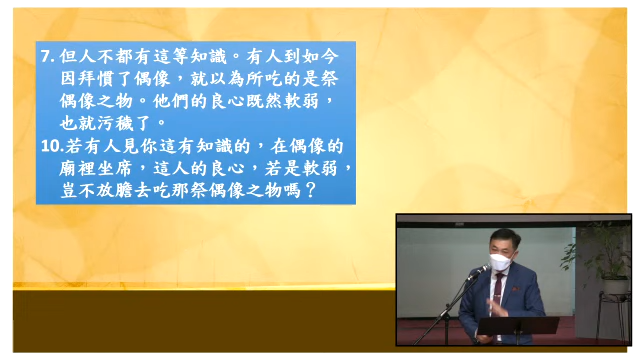 7. 但人不都有這等知識。有人到如今
因拜慣了偶像，就以為所吃的是祭
偶像之物。他們的良心既然軟弱，
也就污穢了。
10.若有人見你這有知識的，在偶像的
廟裡坐席，這人的良心，若是軟弱，
豈不放膽去吃那祭偶像之物嗎？